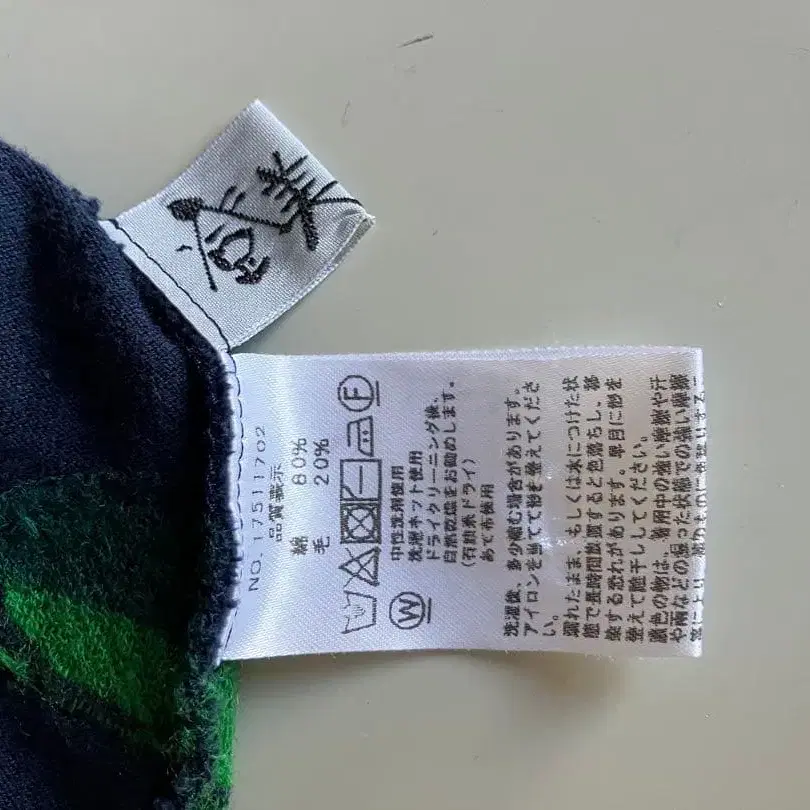 NO. 17511702
品質表示
綿 80%
毛 20%
F
W
中性洗剤使用
洗濯ネット使用
ドライクリーニング後、
自然乾燥をお勧めします。
(石油系ドライ)
あて布使用
洗濯後、多少縮む場合があります。
アイロンを当てて形を整えてくださ
い。
濡れたまま、もしくは水につけた状
態で長時間放置すると色落ちし、移
染する恐れがあります。早目に形を
整えて陰干ししてください。
濃色の物は、着用中の強い摩擦や汗
や雨などの湿った状態での強い摩擦